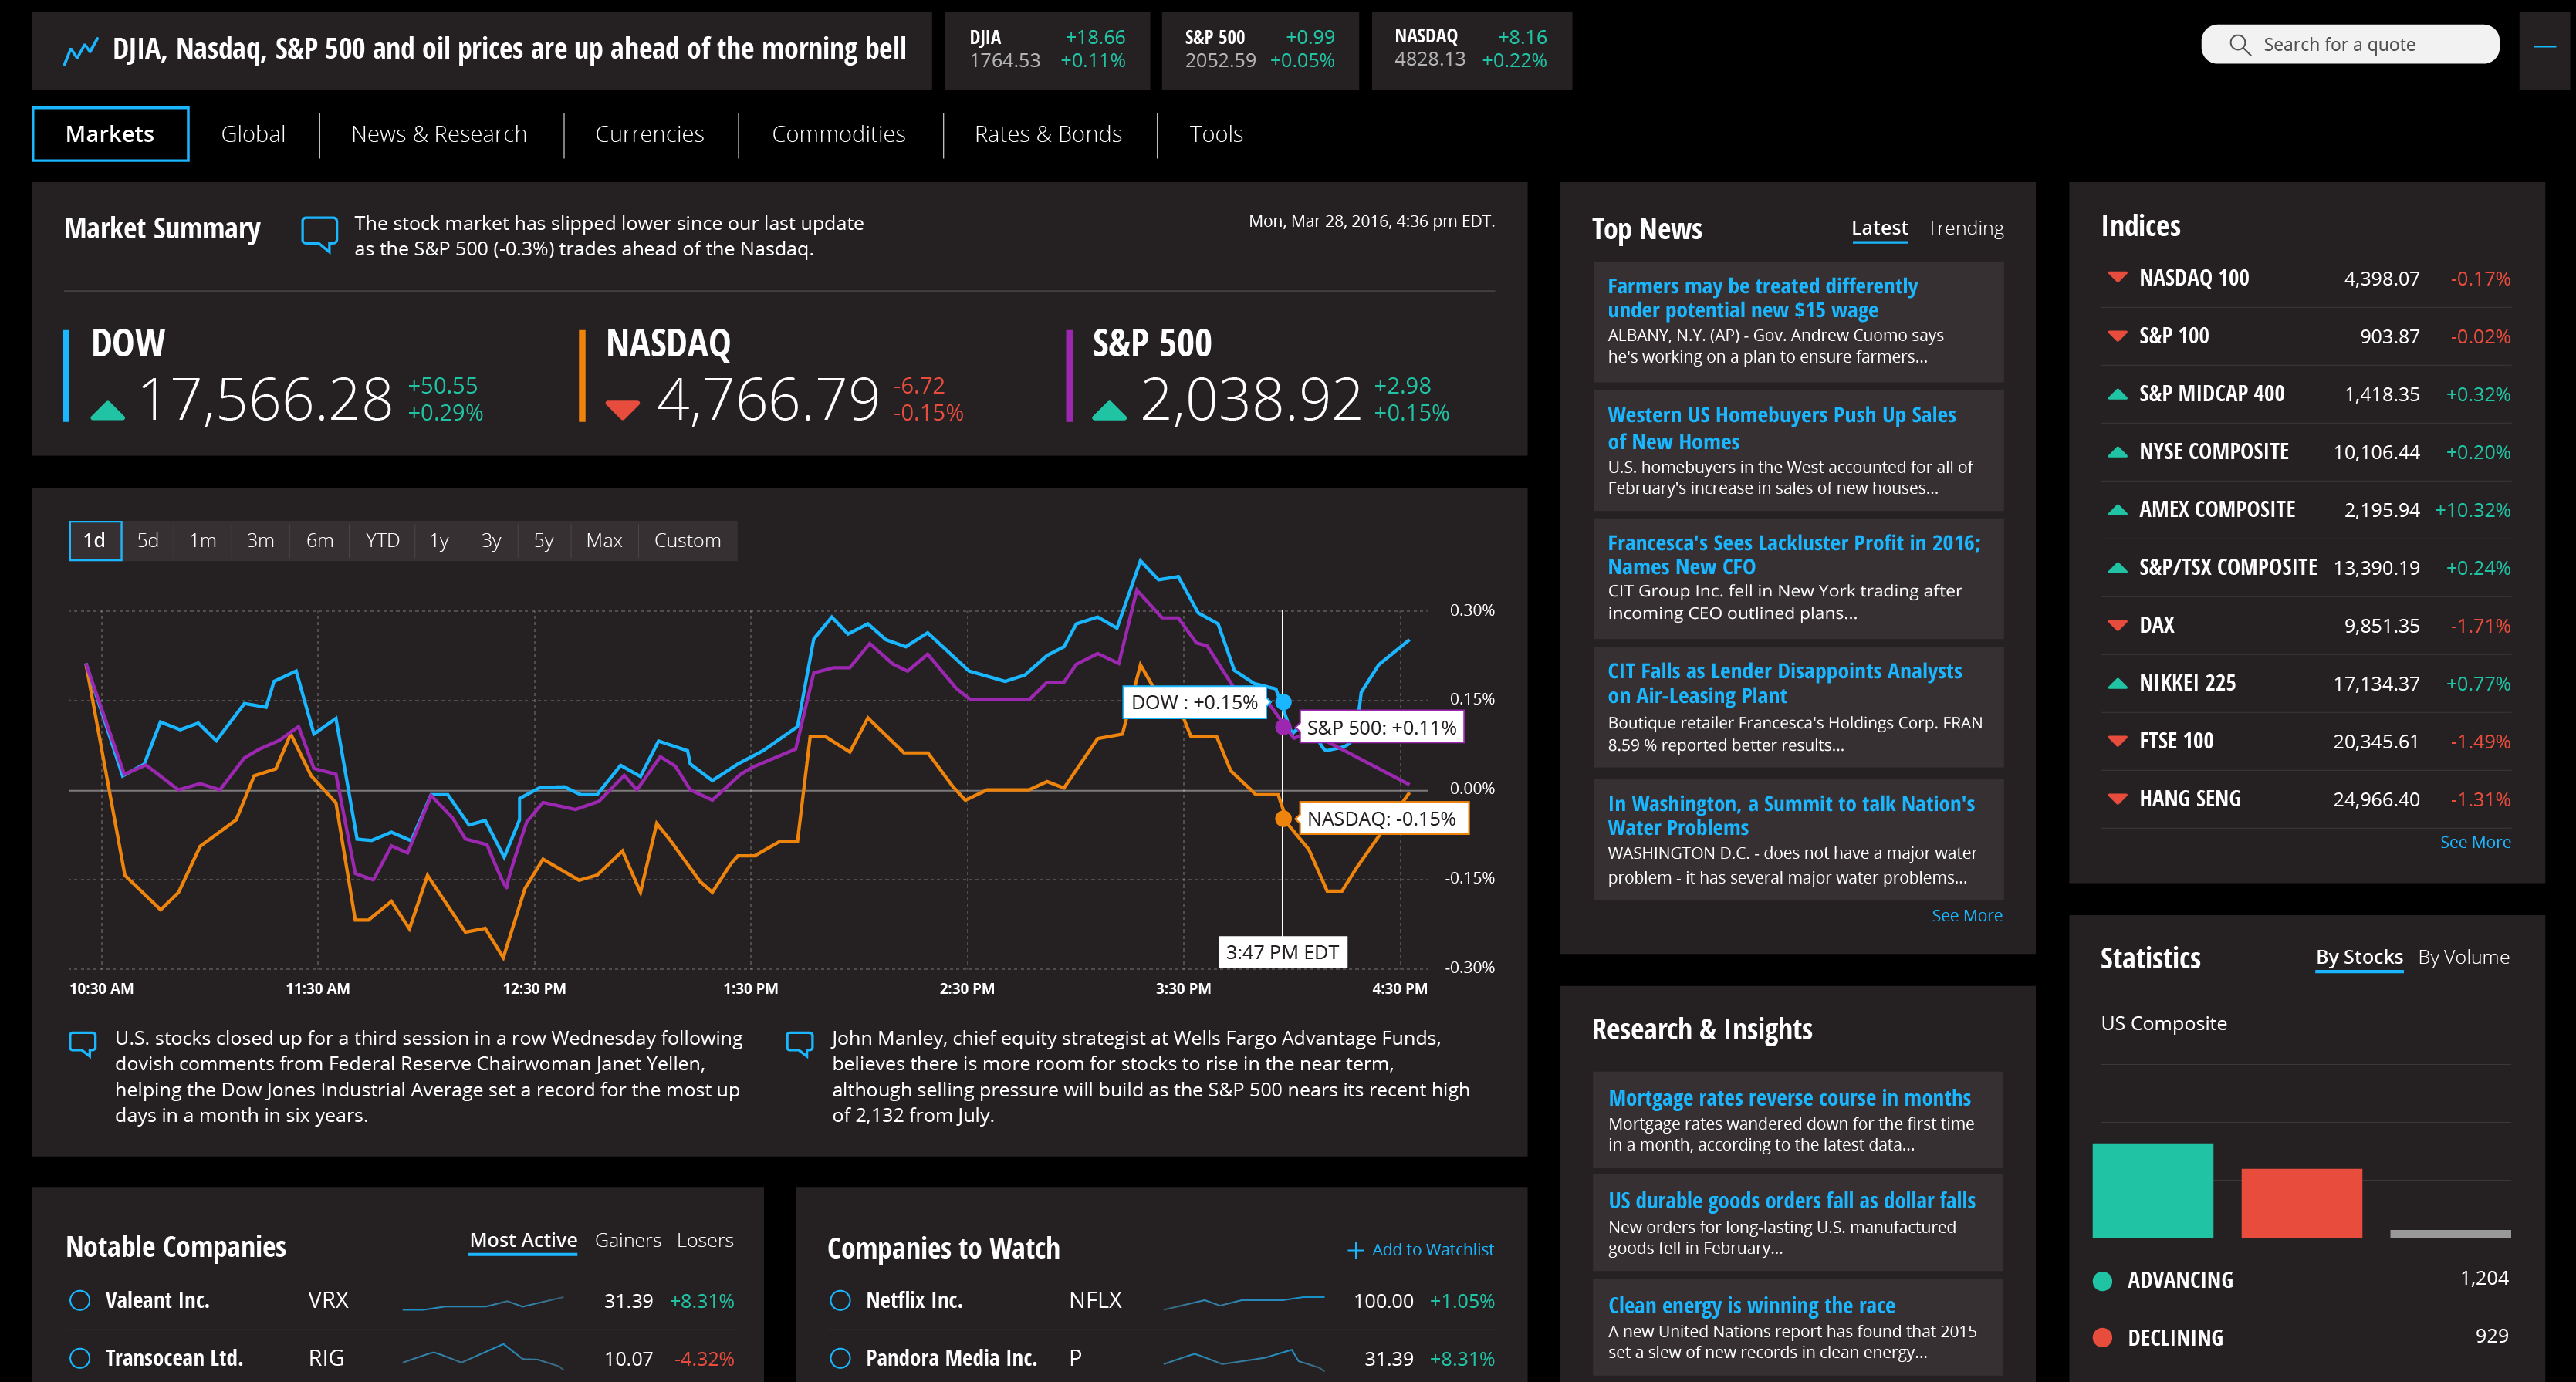 DJIA, Nasdaq, S&P 500 and oil prices are up ahead of the morning bell
DJIA +18.66
1764.53 +0.11%
S&P 500 +0.99
2052.59 +0.05%
NASDAQ +8.16
4828.13 +0.22%
Search for a quote
Markets
Global
News & Research
Currencies
Commodities
Rates & Bonds
Tools
Market Summary
The stock market has slipped lower since our last update
as the S&P 500 (-0.3%) trades ahead of the Nasdaq.
Mon, Mar 28, 2016, 4:36 pm EDT.
DOW
17,566.28
+50.55
+0.29%
NASDAQ
4,766.79
-6.72
-0.15%
S&P 500
2,038.92
+2.98
+0.15%
1d 5d 1m 3m 6m YTD 1y 3y 5y Max Custom
0.30%
0.15%
0.00%
-0.15%
-0.30%
DOW : +0.15%
S&P 500: +0.11%
NASDAQ: -0.15%
3:47 PM EDT
10:30 AM 11:30 AM 12:30 PM 1:30 PM 2:30 PM 3:30 PM 4:30 PM
U.S. stocks closed up for a third session in a row Wednesday following
dovish comments from Federal Reserve Chairwoman Janet Yellen,
helping the Dow Jones Industrial Average set a record for the most up
days in a month in six years.
John Manley, chief equity strategist at Wells Fargo Advantage Funds,
believes there is more room for stocks to rise in the near term,
although selling pressure will build as the S&P 500 nears its recent high
of 2,132 from July.
Notable Companies
Most Active Gainers Losers
Valeant Inc. VRX 31.39 +8.31%
Transocean Ltd. RIG 10.07 -4.32%
Companies to Watch
+ Add to Watchlist
Netflix Inc. NFLX 100.00 +1.05%
Pandora Media Inc. P 31.39 +8.31%
Top News
Latest Trending
Farmers may be treated differently
under potential new $15 wage
ALBANY, N.Y. (AP) - Gov. Andrew Cuomo says
he's working on a plan to ensure farmers...
Western US Homebuyers Push Up Sales
of New Homes
U.S. homebuyers in the West accounted for all of
February's increase in sales of new houses...
Francesca's Sees Lackluster Profit in 2016;
Names New CFO
CIT Group Inc. fell in New York trading after
incoming CEO outlined plans...
CIT Falls as Lender Disappoints Analysts
on Air-Leasing Plant
Boutique retailer Francesca's Holdings Corp. FRAN
8.59 % reported better results...
In Washington, a Summit to talk Nation's
Water Problems
WASHINGTON D.C. - does not have a major water
problem - it has several major water problems...
See More
Research & Insights
Mortgage rates reverse course in months
Mortgage rates wandered down for the first time
in a month, according to the latest data...
US durable goods orders fall as dollar falls
New orders for long-lasting U.S. manufactured
goods fell in February...
Clean energy is winning the race
A new United Nations report has found that 2015
set a slew of new records in clean energy...
Indices
NASDAQ 100 4,398.07 -0.17%
S&P 100 903.87 -0.02%
S&P MIDCAP 400 1,418.35 +0.32%
NYSE COMPOSITE 10,106.44 +0.20%
AMEX COMPOSITE 2,195.94 +10.32%
S&P/TSX COMPOSITE 13,390.19 +0.24%
DAX 9,851.35 -1.71%
NIKKEI 225 17,134.37 +0.77%
FTSE 100 20,345.61 -1.49%
HANG SENG 24,966.40 -1.31%
See More
Statistics
By Stocks By Volume
US Composite
ADVANCING 1,204
DECLINING 929